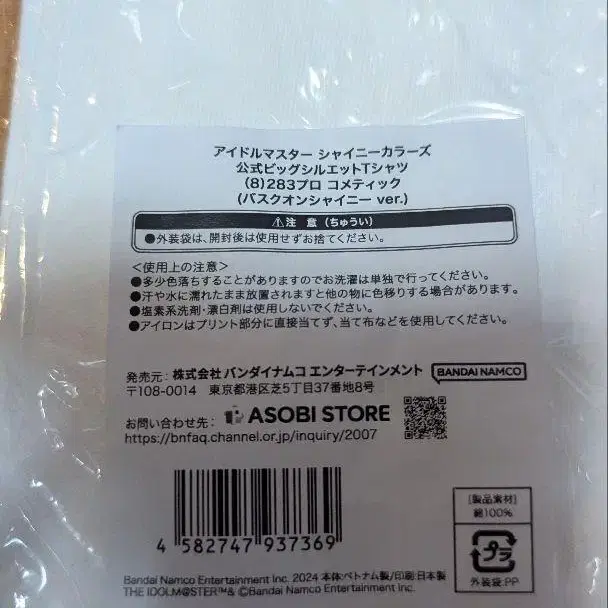 アイドルマスター シャイニーカラーズ
公式ビッグシルエットTシャツ
(8)283プロ コメティック
(バスクオンシャイニー ver.)
⚠注 意 (ちゅうい)
●外装袋は、開封後は使用せずお捨てください。
＜使用上の注意＞
●多少色落ちすることがありますのでお洗濯は単独で行ってください。
●汗や水に濡れたまま放置されますと他の物に色移りする場合があります。
●塩素系洗剤・漂白剤は使用しないでください。
●アイロンはプリント部分に直接当てず、当て布などを使用してください。
発売元: 株式会社 バンダイナムコ エンターテインメント BANDAI NAMCO
〒108-0014 東京都港区芝5丁目37番地8号
お問い合わせ先: ASOBI STORE
https://bnfaq.channel.or.jp/inquiry/2007
4 582747 937369
[製品素材]
綿100%
プラ
外装袋:PP
Bandai Namco Entertainment Inc. 2024 本体:ベトナム製/印刷:日本製
THE IDOLM@STER™& ©Bandai Namco Entertainment Inc.